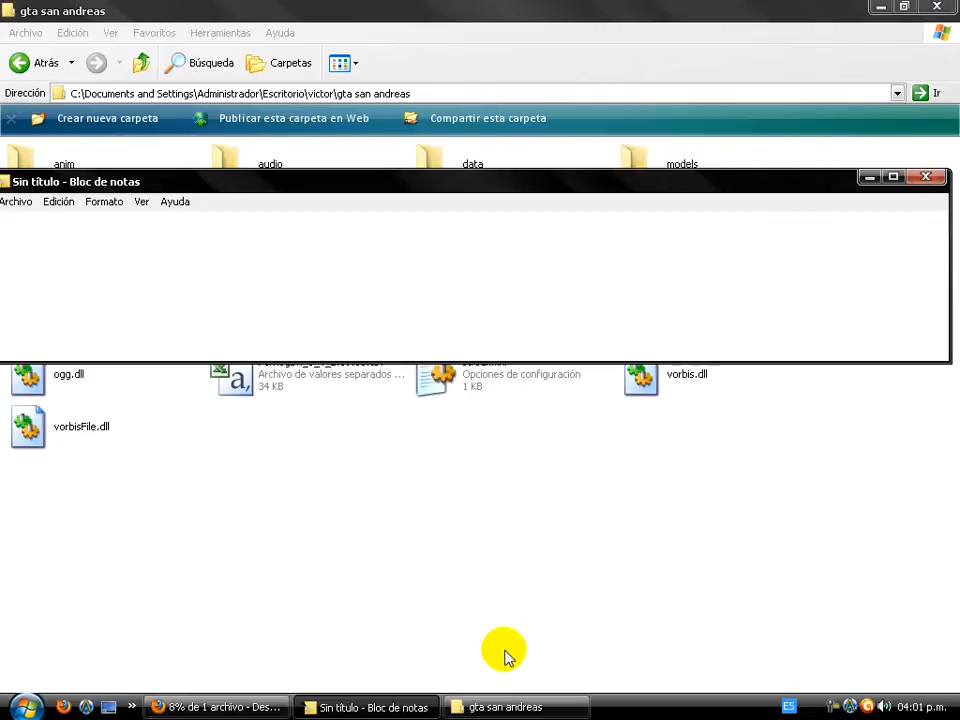 gta san andreas
Archivo Edición Ver Favoritos Herramientas Ayuda
Atrás Búsqueda Carpetas
Dirección C:\Documents and Settings\Administrador\Escritorio\victor\gta san andreas Ir
Crear nueva carpeta Publicar esta carpeta en Web Compartir esta carpeta
anim audio data models
Sin título - Bloc de notas
Archivo Edición Formato Ver Ayuda
ogg.dll Archivo de valores separados ... Opciones de configuración vorbis.dll
34 KB 1 KB
vorbisFile.dll
8% de 1 archivo - Des... Sin título - Bloc de notas gta san andreas ES 04:01 p.m.